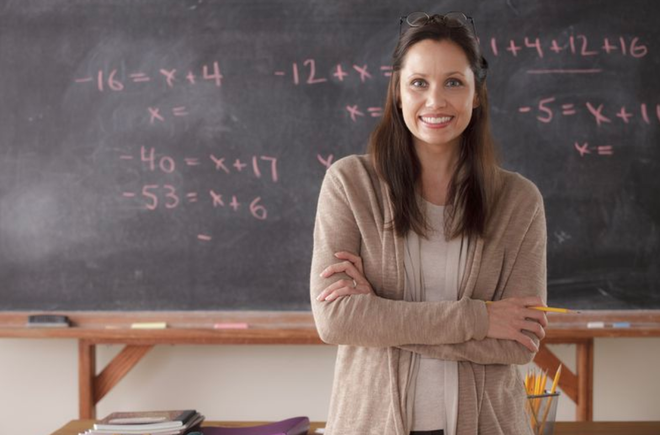 -16 = x + 4
x =
-40 = x + 17
-53 = x + 6
-
-12 + x
x =
x
1 + 4 + 12 + 16
-5 = x + 1
x =